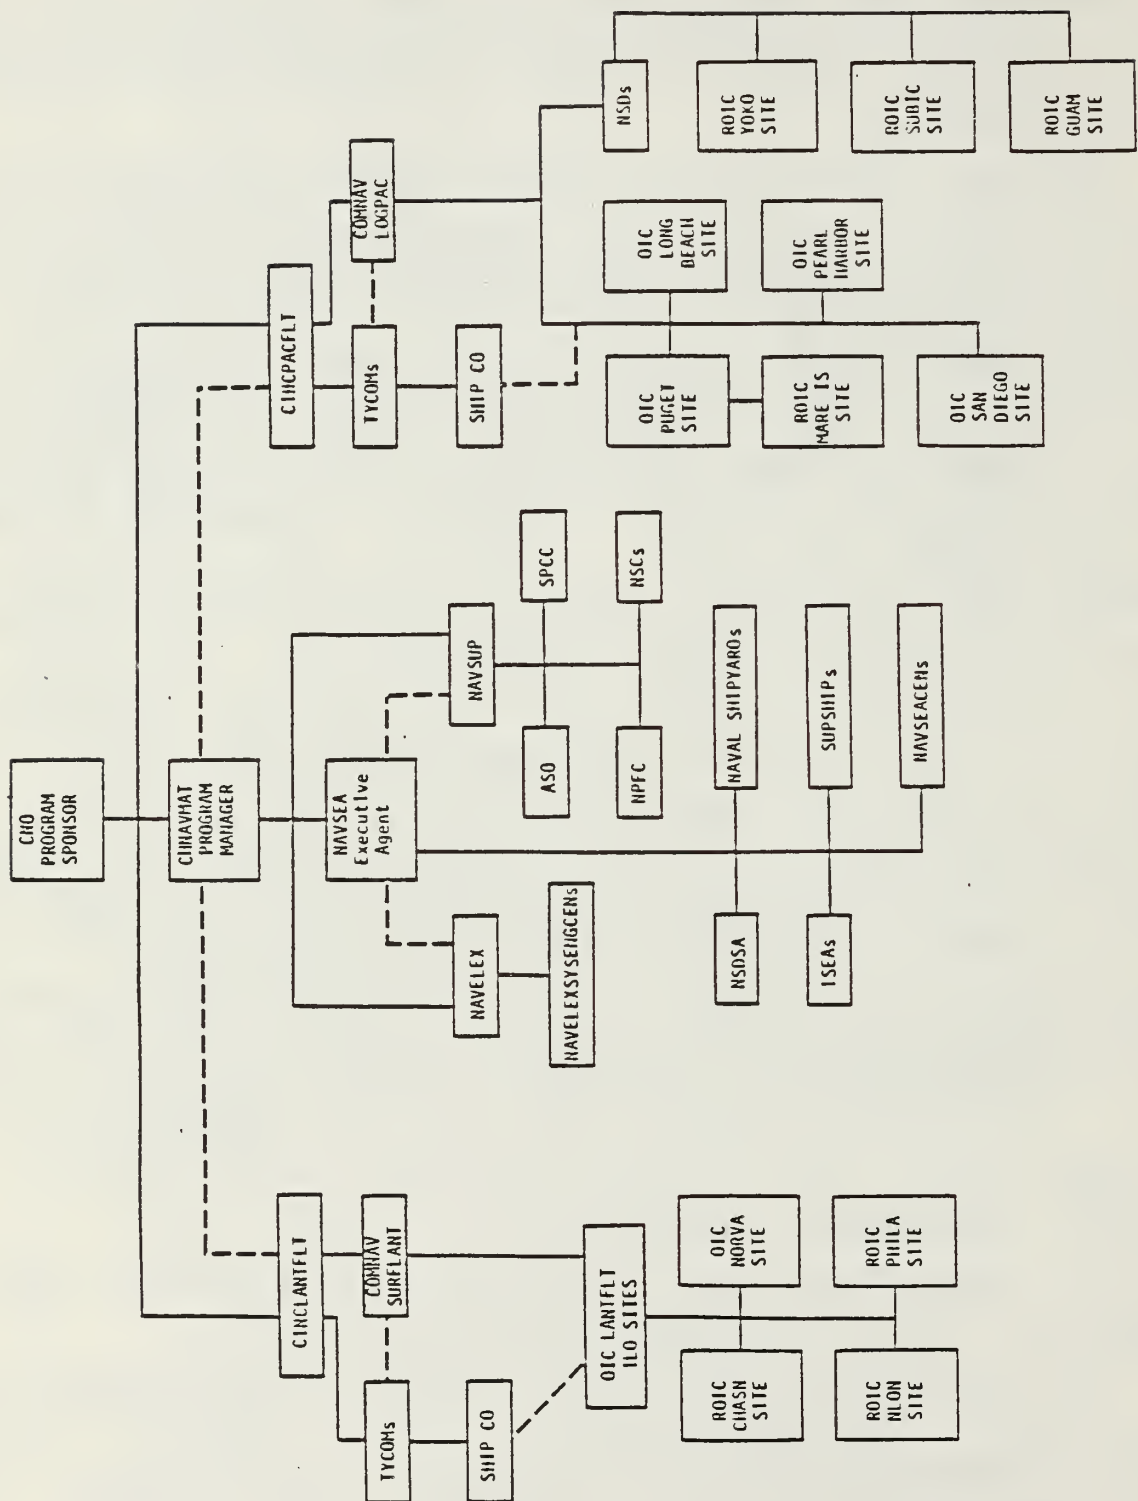 CNO
PROGRAM
SPONSOR
CHNAVMAT
PROGRAM
MANAGER
CINCLANTFLT
TYCOMs
COMNAV
SURFLANT
SHIP CO
OIC LANTFLT
ILO SITES
ROIC
CHASN
SITE
OIC
NORVA
SITE
ROIC
NLON
SITE
ROIC
PHILA
SITE
NAVSEA
Executive
Agent
NAVELEX
NAVELEXSYSENGCENs
NAVSUP
ASO
SPCC
NPFC
NSCs
NSDSA
NAVAL SHIPYARDs
ISEAs
SUPSHIPs
NAVSEACENs
CINCPACFLT
TYCOMs
COMNAV
LOGPAC
SHIP CO
OIC
PUGET
SITE
OIC
LONG
BEACH
SITE
ROIC
MARE IS
SITE
OIC
PEARL
HARBOR
SITE
OIC
SAN
DIEGO
SITE
NSDs
ROIC
YOKO
SITE
ROIC
SUBIC
SITE
ROIC
GUAM
SITE